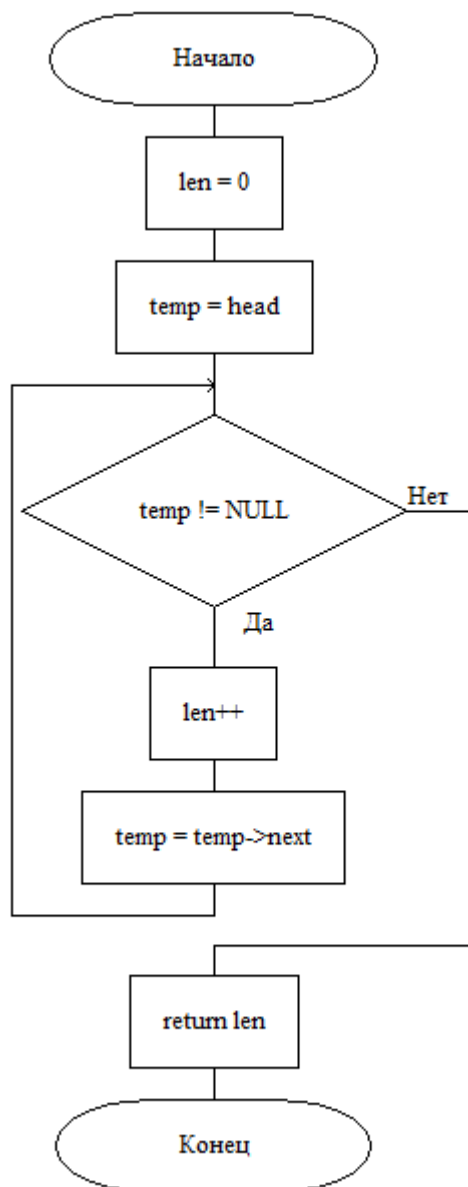 Начало
len = 0
temp = head
temp != NULL
Нет
Да
len++
temp = temp->next
return len
Конец